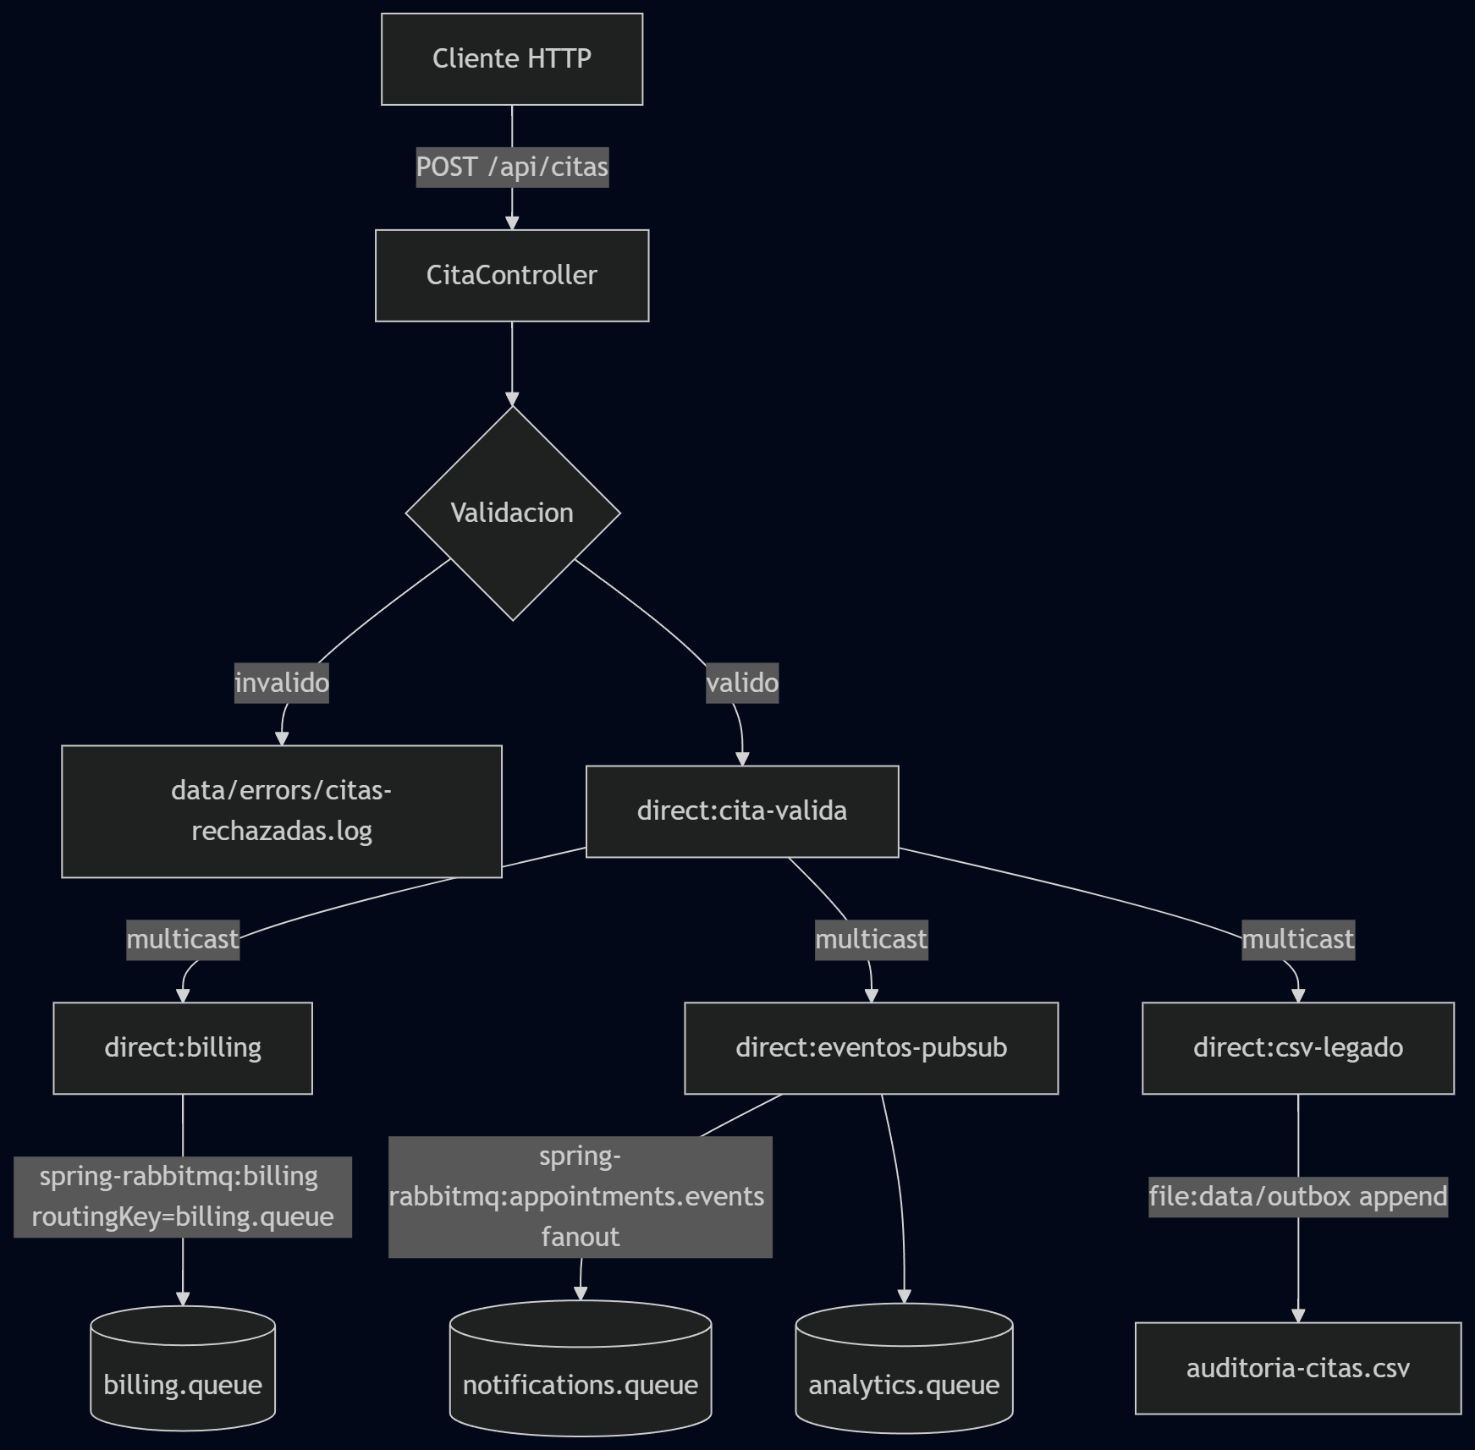 Cliente HTTP
POST /api/citas
CitaController
Validacion
invalido
valido
data/errors/citas-
rechazadas.log
direct:cita-valida
multicast
multicast
multicast
direct:billing
direct:eventos-pubsub
direct:csv-legado
spring-rabbitmq:billing
routingKey=billing.queue
spring-
rabbitmq:appointments.events
fanout
file:data/outbox append
billing.queue
notifications.queue
analytics.queue
auditoria-citas.csv